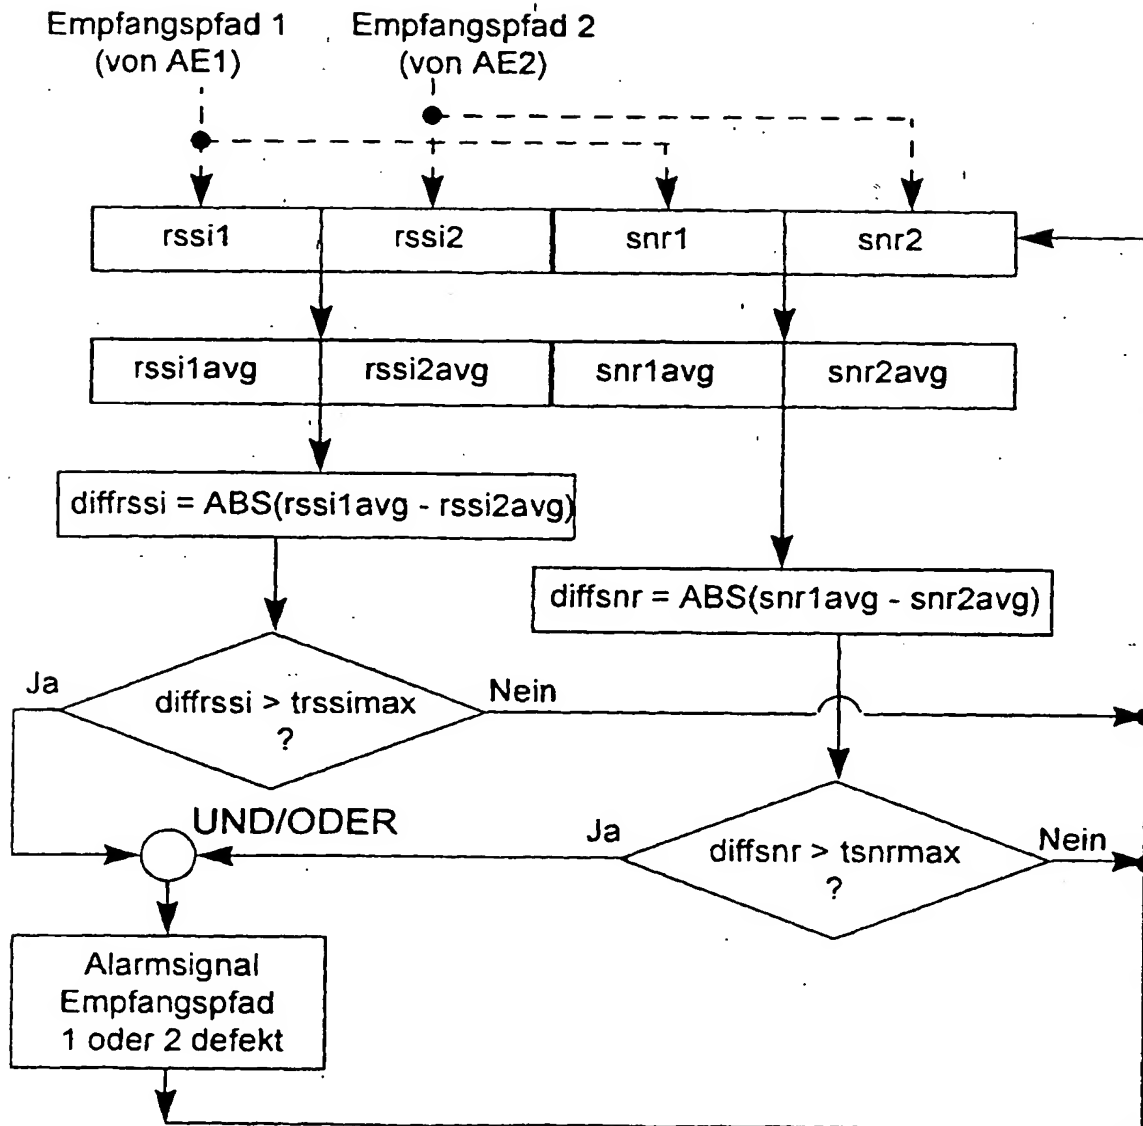 Empfangspfad 1
(von AE1)
Empfangspfad 2
(von AE2)
rssi1
rssi2
snr1
snr2
rssi1avg
rssi2avg
snr1avg
snr2avg
diffrssi = ABS(rssi1avg - rssi2avg)
diffsnr = ABS(snr1avg - snr2avg)
Ja
diffrssi > trssimax
?
Nein
UND/ODER
Ja
diffsnr > tsnrmax
?
Nein
Alarmsignal
Empfangspfad
1 oder 2 defekt